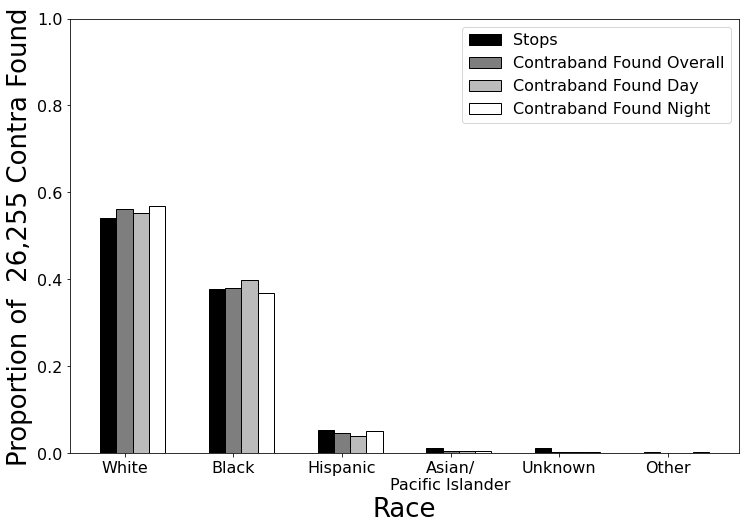 Proportion of  26,255 Contra Found
1.0
0.8
0.6
0.4
0.2
0.0
Stops
Contraband Found Overall
Contraband Found Day
Contraband Found Night
White
Black
Hispanic
Asian/
Pacific Islander
Unknown
Other
Race